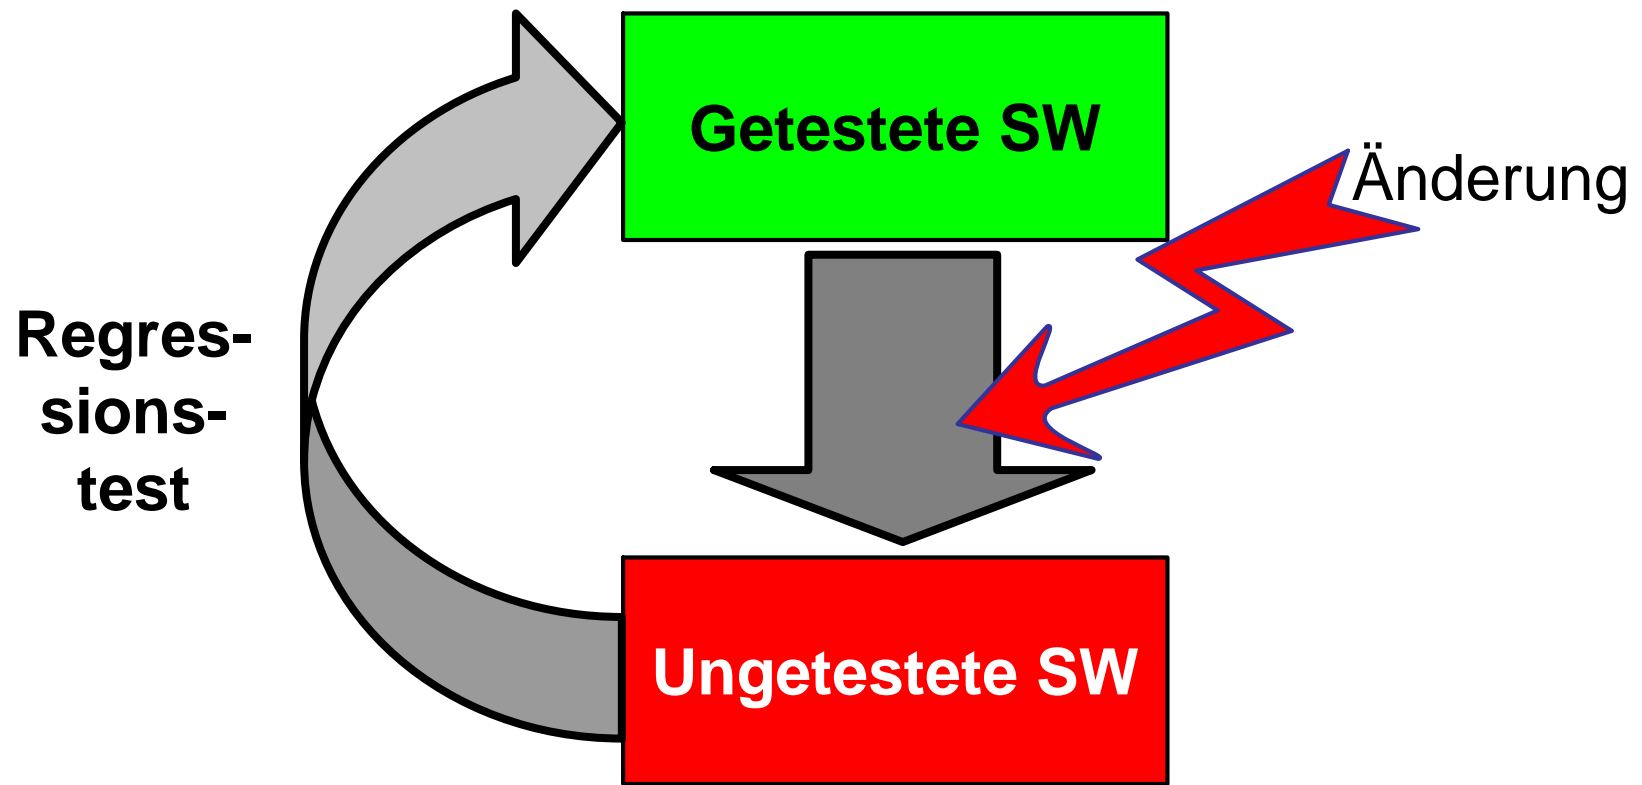 Getestete SW
Änderung
Regres-
sions-
test
Ungetestete SW